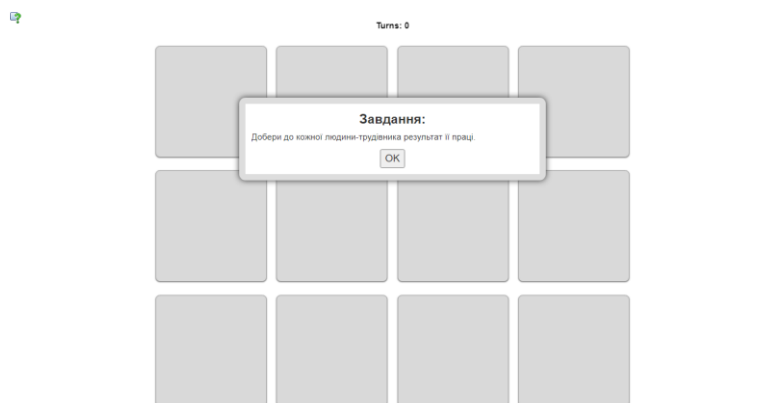 Turns: 0
Завдання:
Добери до кожної людини-трудівника результат її праці.
OK